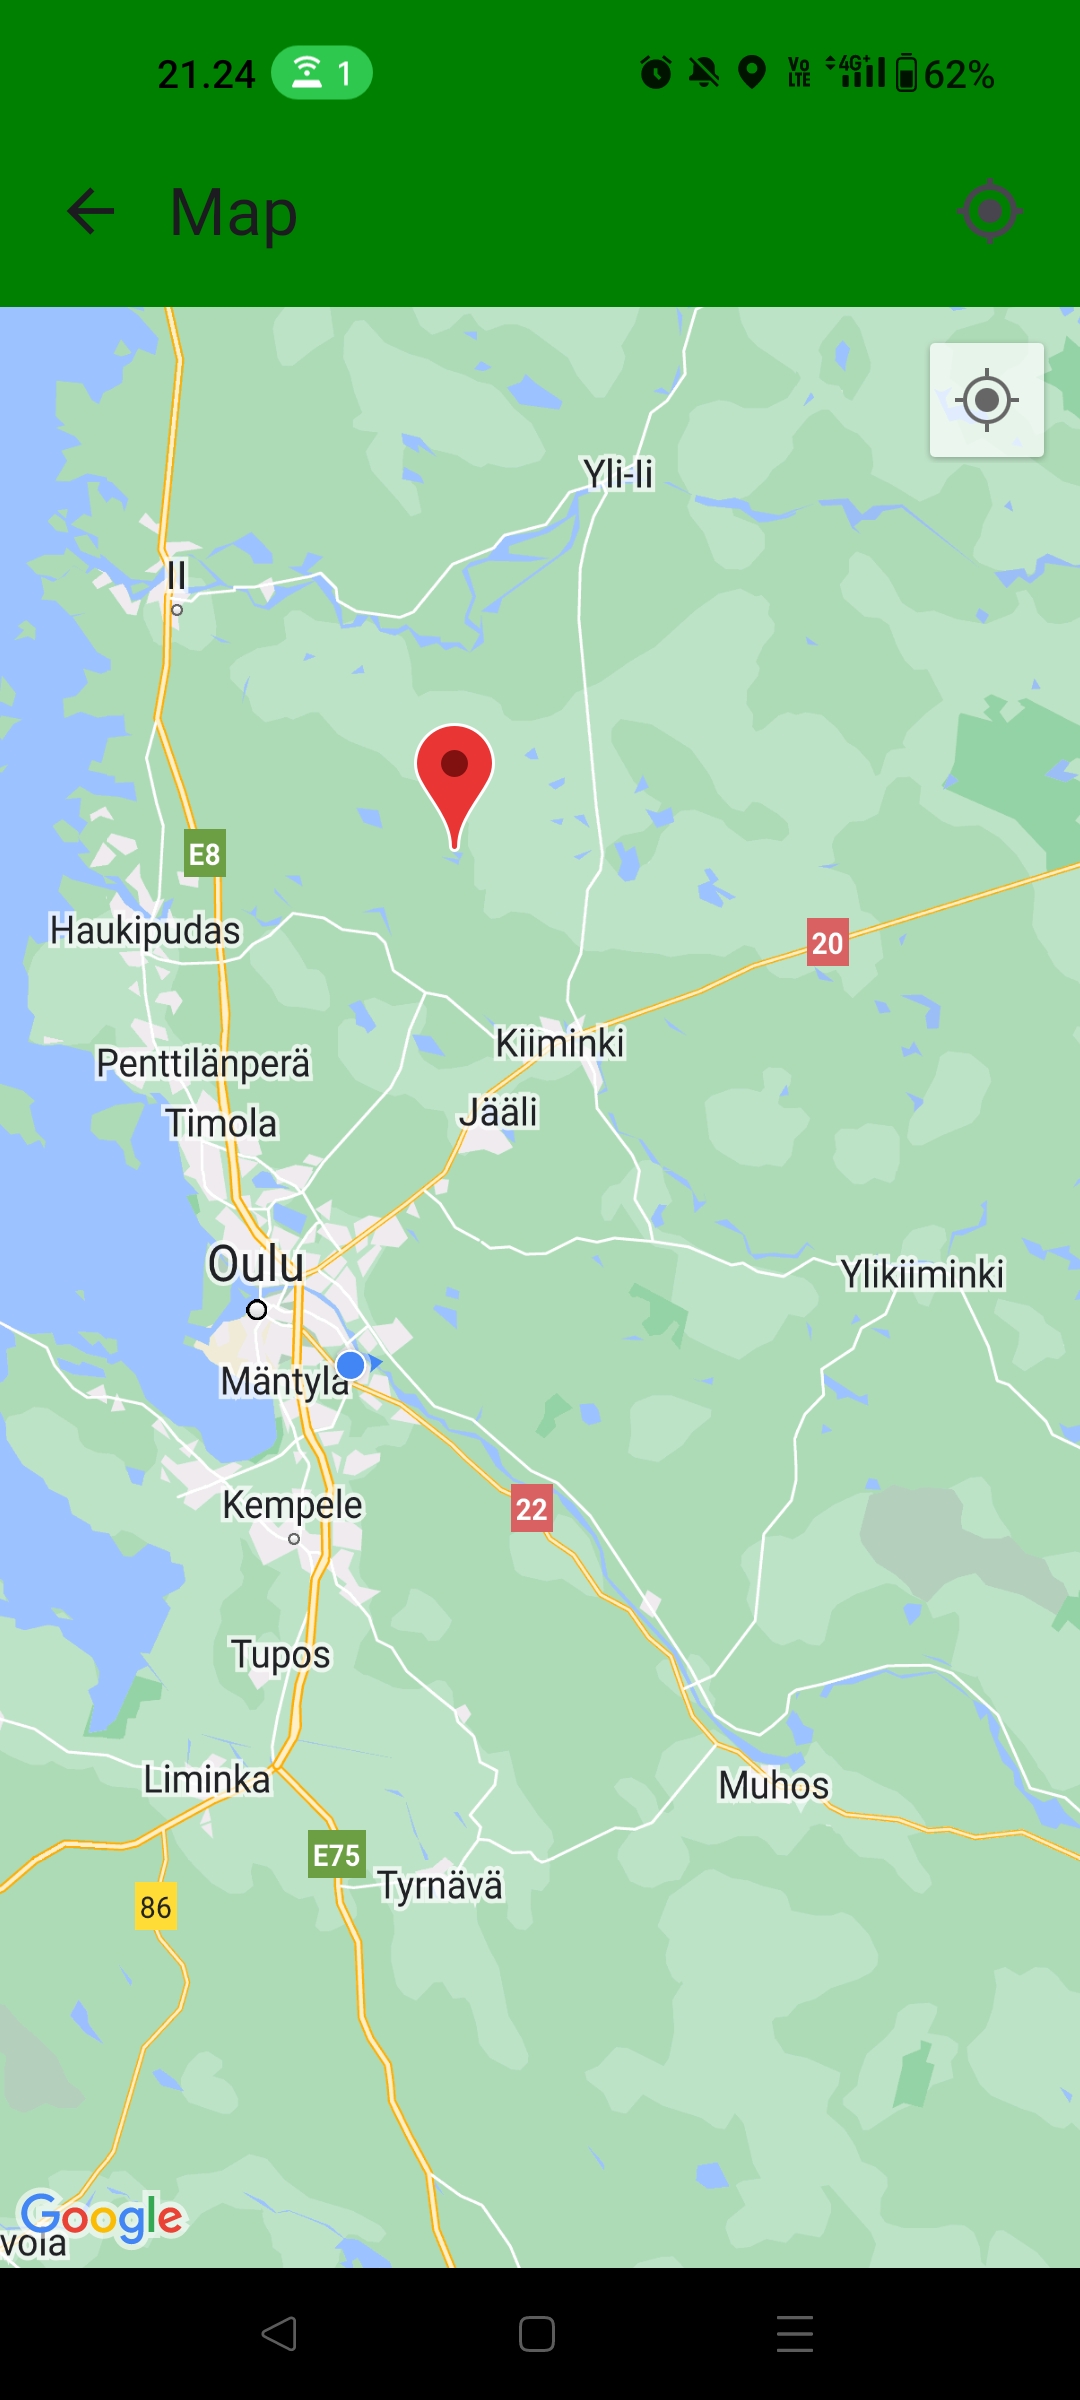 21.24 1 Vo LTE 4G+ 62%
Map
Yli-Ii
II
E8
Haukipudas
20
Kiiminki
Penttilänperä
Jääli
Timola
Oulu
Ylikiiminki
Mäntylä
Kempele
22
Tupos
Liminka
Muhos
E75
Tyrnävä
86
Google
voia